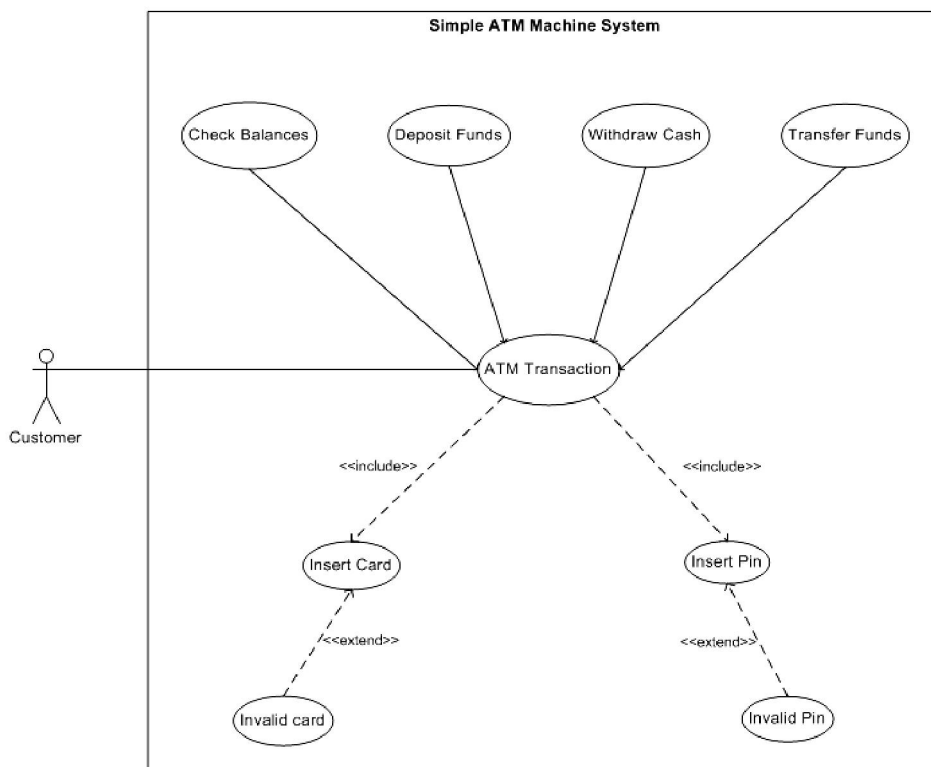 Simple ATM Machine System
Check Balances
Deposit Funds
Withdraw Cash
Transfer Funds
ATM Transaction
Customer
<<include>>
<<include>>
Insert Card
Insert Pin
<<extend>>
<<extend>>
Invalid card
Invalid Pin